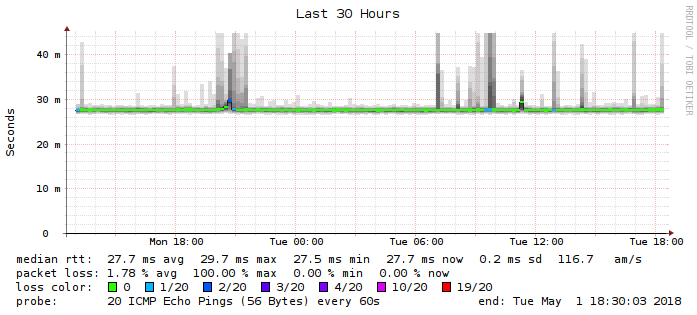 Last 30 Hours
RRDTOOL / TOBI OETIKER
Seconds
40 m
30 m
20 m
10 m
0
Mon 18:00 Tue 00:00 Tue 06:00 Tue 12:00 Tue 18:00
median rtt: 27.7 ms avg 29.7 ms max 27.5 ms min 27.7 ms now 0.2 ms sd 116.7 am/s
packet loss: 1.78 % avg 100.00 % max 0.00 % min 0.00 % now
loss color: 0 1/20 2/20 3/20 4/20 10/20 19/20
probe: 20 ICMP Echo Pings (56 Bytes) every 60s end: Tue May 1 18:30:03 2018